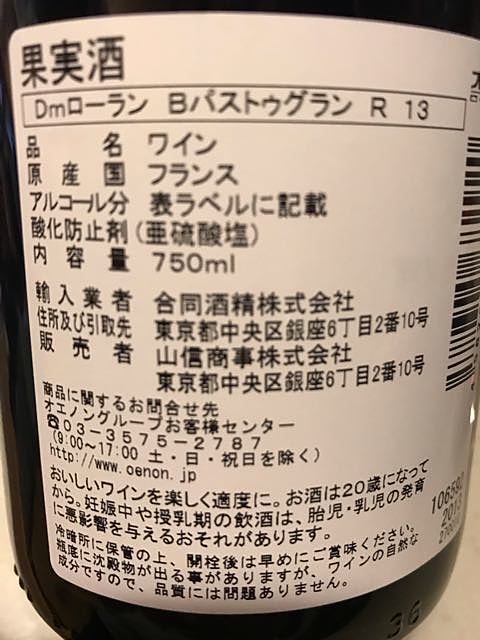 果実酒
Dmローラン Bパストゥグラン R 13
品名 ワイン
原産国 フランス
アルコール分 表ラベルに記載
酸化防止剤(亜硫酸塩)
内容量 750ml
輸入業者 合同酒精株式会社
住所及び引取先 東京都中央区銀座6丁目2番10号
販売者 山信商事株式会社
東京都中央区銀座6丁目2番10号
商品に関するお問合せ先
オエノングループお客様センター
☎03-3575-2787
(9:00~17:00 土・日・祝日を除く)
http://www.oenon.jp
おいしいワインを楽しく適度に。お酒は20歳になって
から。妊娠中や授乳期の飲酒は、胎児・乳児の発育
に悪影響を与えるおそれがあります。
冷暗所に保管の上、開栓後は早めにご賞味ください。
瓶底に沈殿物が出る事がありますが、ワインの自然な
成分ですので、品質には問題ありません。
36